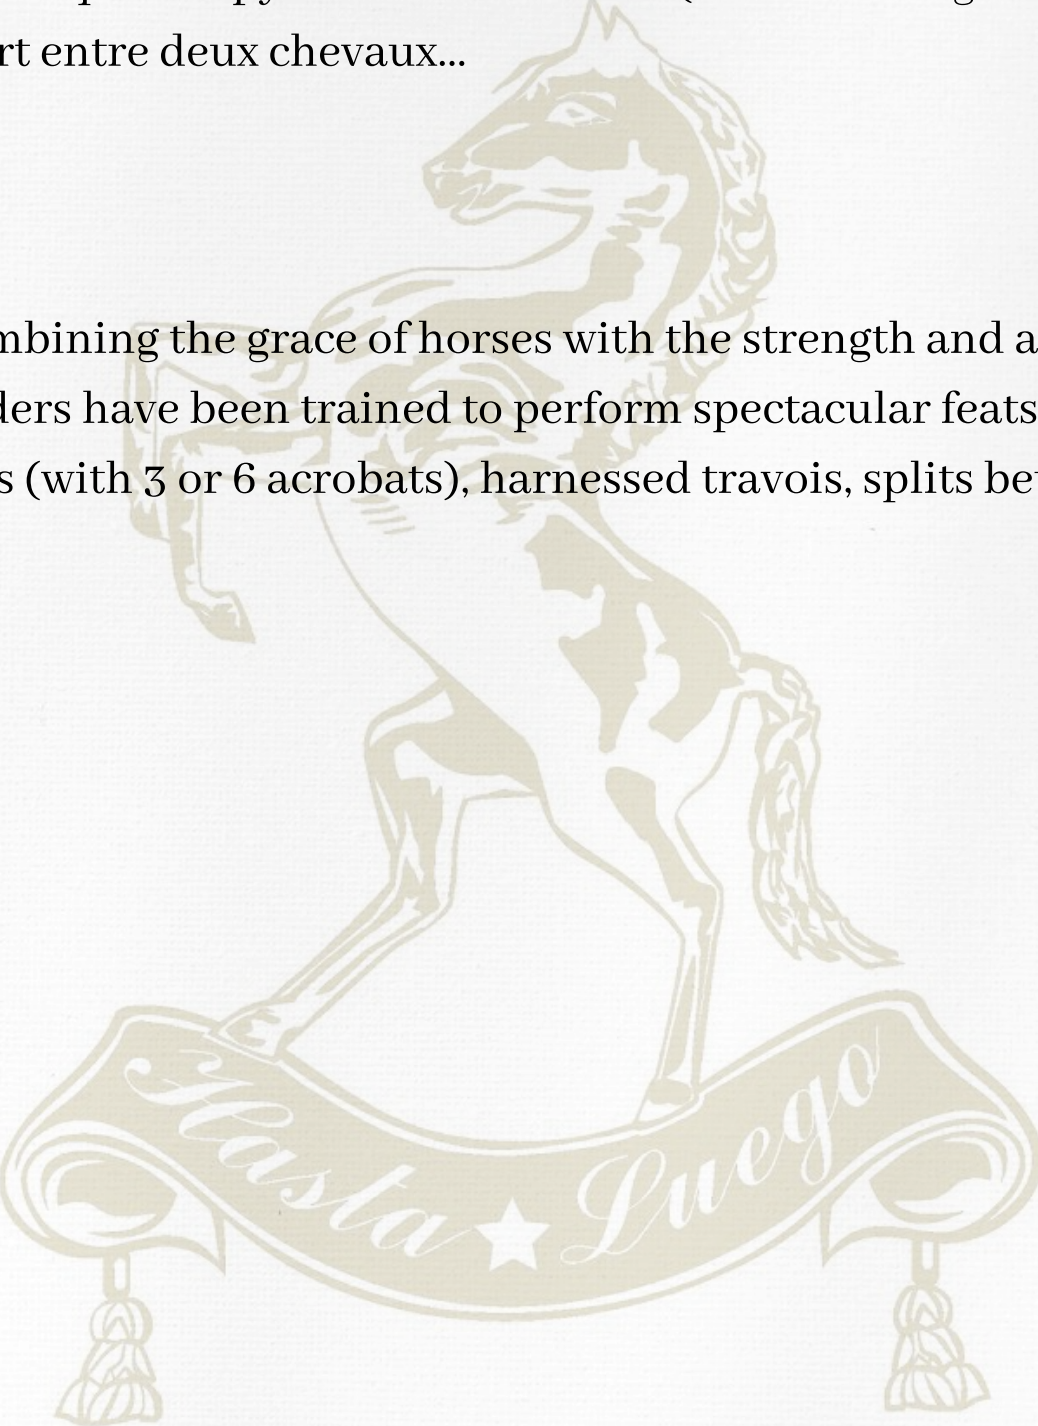 rt entre deux chevaux...
mbining the grace of horses with the strength and a
ders have been trained to perform spectacular feats
s (with 3 or 6 acrobats), harnessed travois, splits be
Hasta ★ Luego